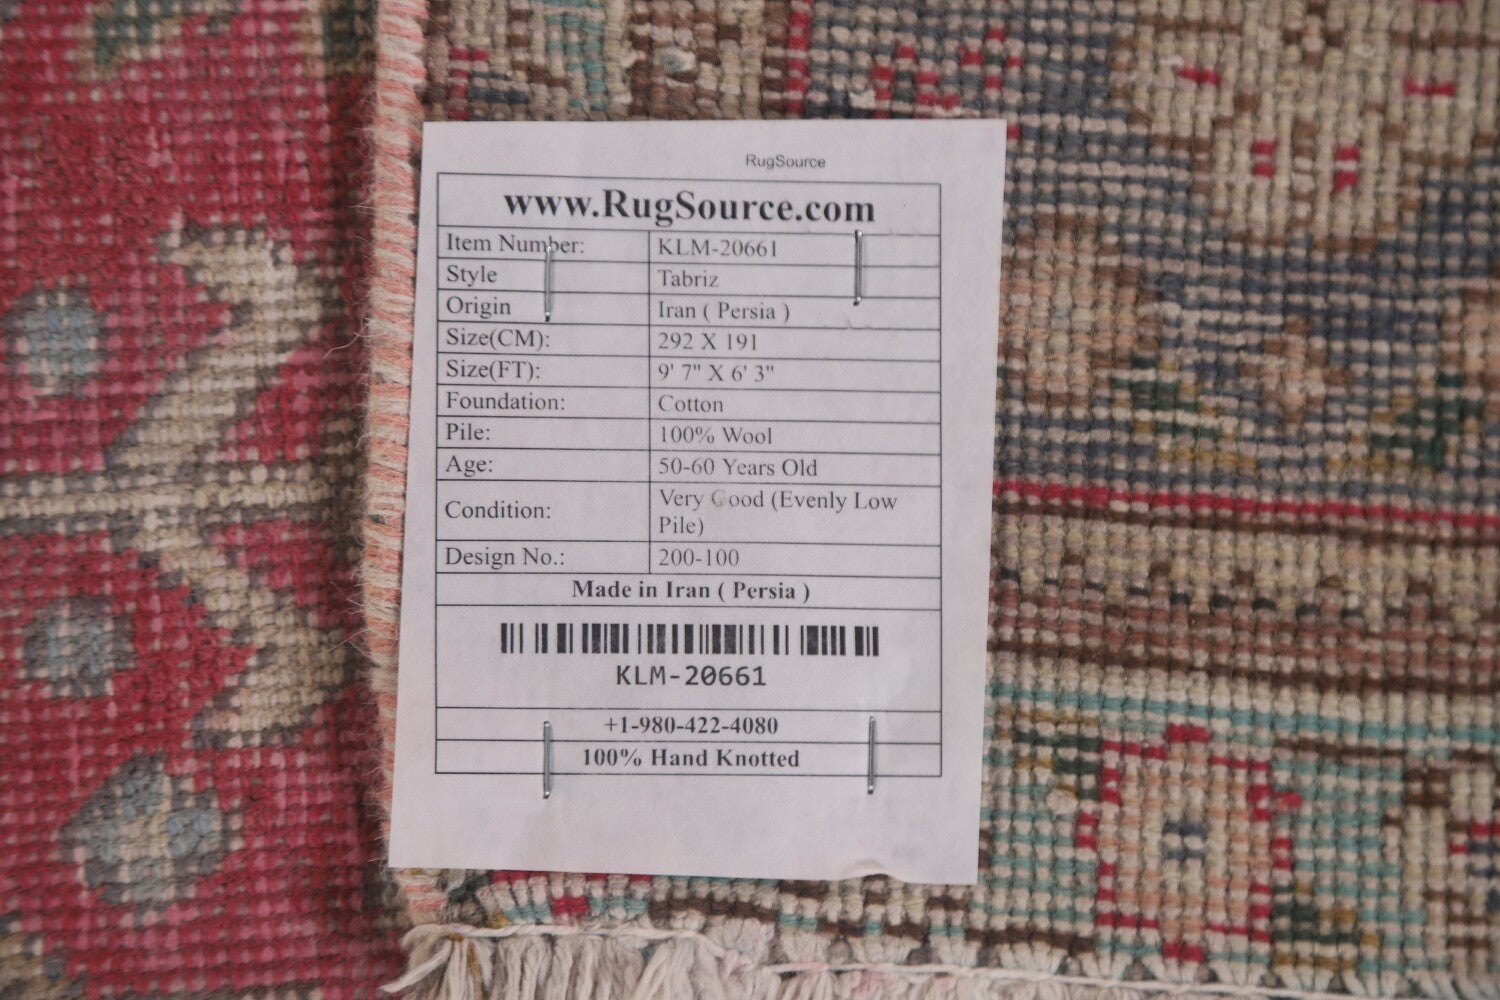 RugSource
www.RugSource.com
Item Number: KLM-20661
Style Tabriz
Origin Iran ( Persia )
Size(CM): 292 X 191
Size(FT): 9' 7" X 6' 3"
Foundation: Cotton
Pile: 100% Wool
Age: 50-60 Years Old
Condition: Very Good (Evenly Low
Pile)
Design No.: 200-100
Made in Iran ( Persia )
KLM-20661
+1-980-422-4080
100% Hand Knotted